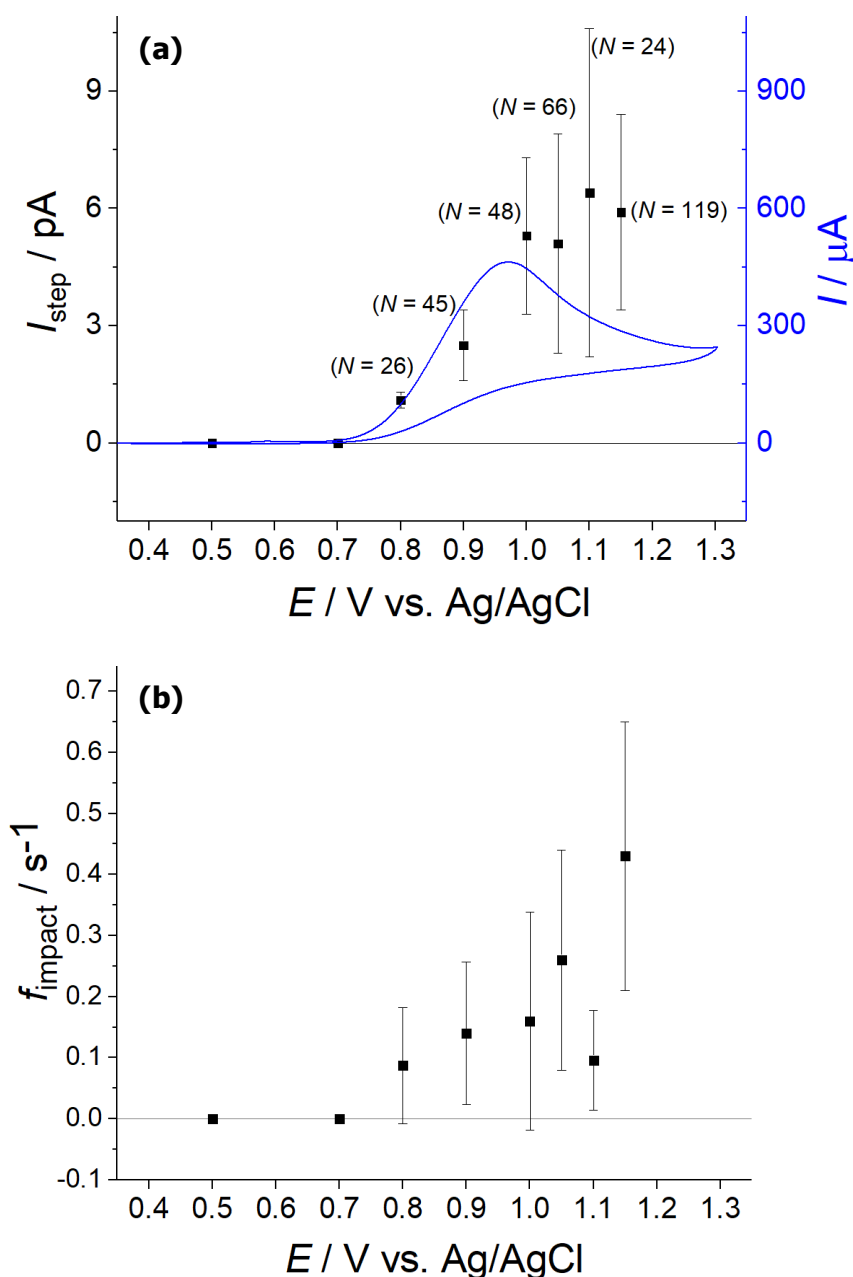 (a)
(N = 24)
9
900
(N = 66)
I_step / pA
6
(N = 48)
(N = 119)
600
I / μA
(N = 45)
3
300
(N = 26)
0
0
0.4 0.5 0.6 0.7 0.8 0.9 1.0 1.1 1.2 1.3
E / V vs. Ag/AgCl
(b)
0.7
0.6
0.5
0.4
f_impact / s⁻¹
0.3
0.2
0.1
0.0
-0.1
0.4 0.5 0.6 0.7 0.8 0.9 1.0 1.1 1.2 1.3
E / V vs. Ag/AgCl